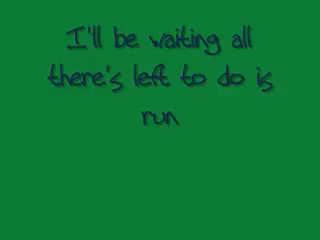 I'll be waiting all
there's left to do is
run